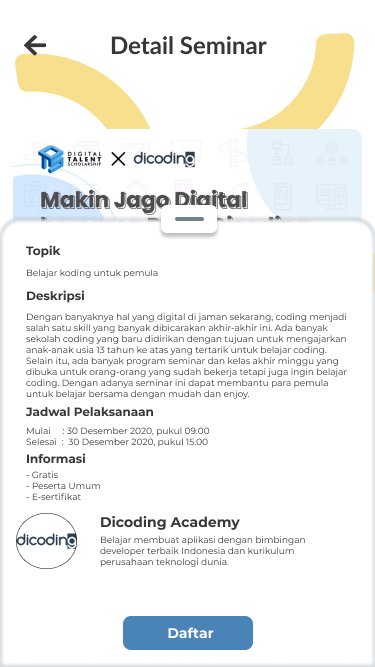 Detail Seminar
DIGITAL
TALENT
SCHOLARSHIP
X
dicoding
Makin Jago Digital
Topik
Belajar koding untuk pemula
Deskripsi
Dengan banyaknya hal yang digital di jaman sekarang, coding menjadi
salah satu skill yang banyak dibicarakan akhir-akhir ini. Ada banyak
sekolah coding yang baru didirikan dengan tujuan untuk mengajarkan
anak-anak usia 13 tahun ke atas yang tertarik untuk belajar coding.
Selain itu, ada banyak program seminar dan kelas akhir minggu yang
dibuka untuk orang-orang yang sudah bekerja tetapi juga ingin belajar
coding. Dengan adanya seminar ini dapat membantu para pemula
untuk belajar bersama dengan mudah dan enjoy.
Jadwal Pelaksanaan
Mulai : 30 Desember 2020, pukul 09.00
Selesai : 30 Desember 2020, pukul 15.00
Informasi
- Gratis
- Peserta Umum
- E-sertifikat
dicoding
Dicoding Academy
Belajar membuat aplikasi dengan bimbingan
developer terbaik Indonesia dan kurikulum
perusahaan teknologi dunia.
Daftar